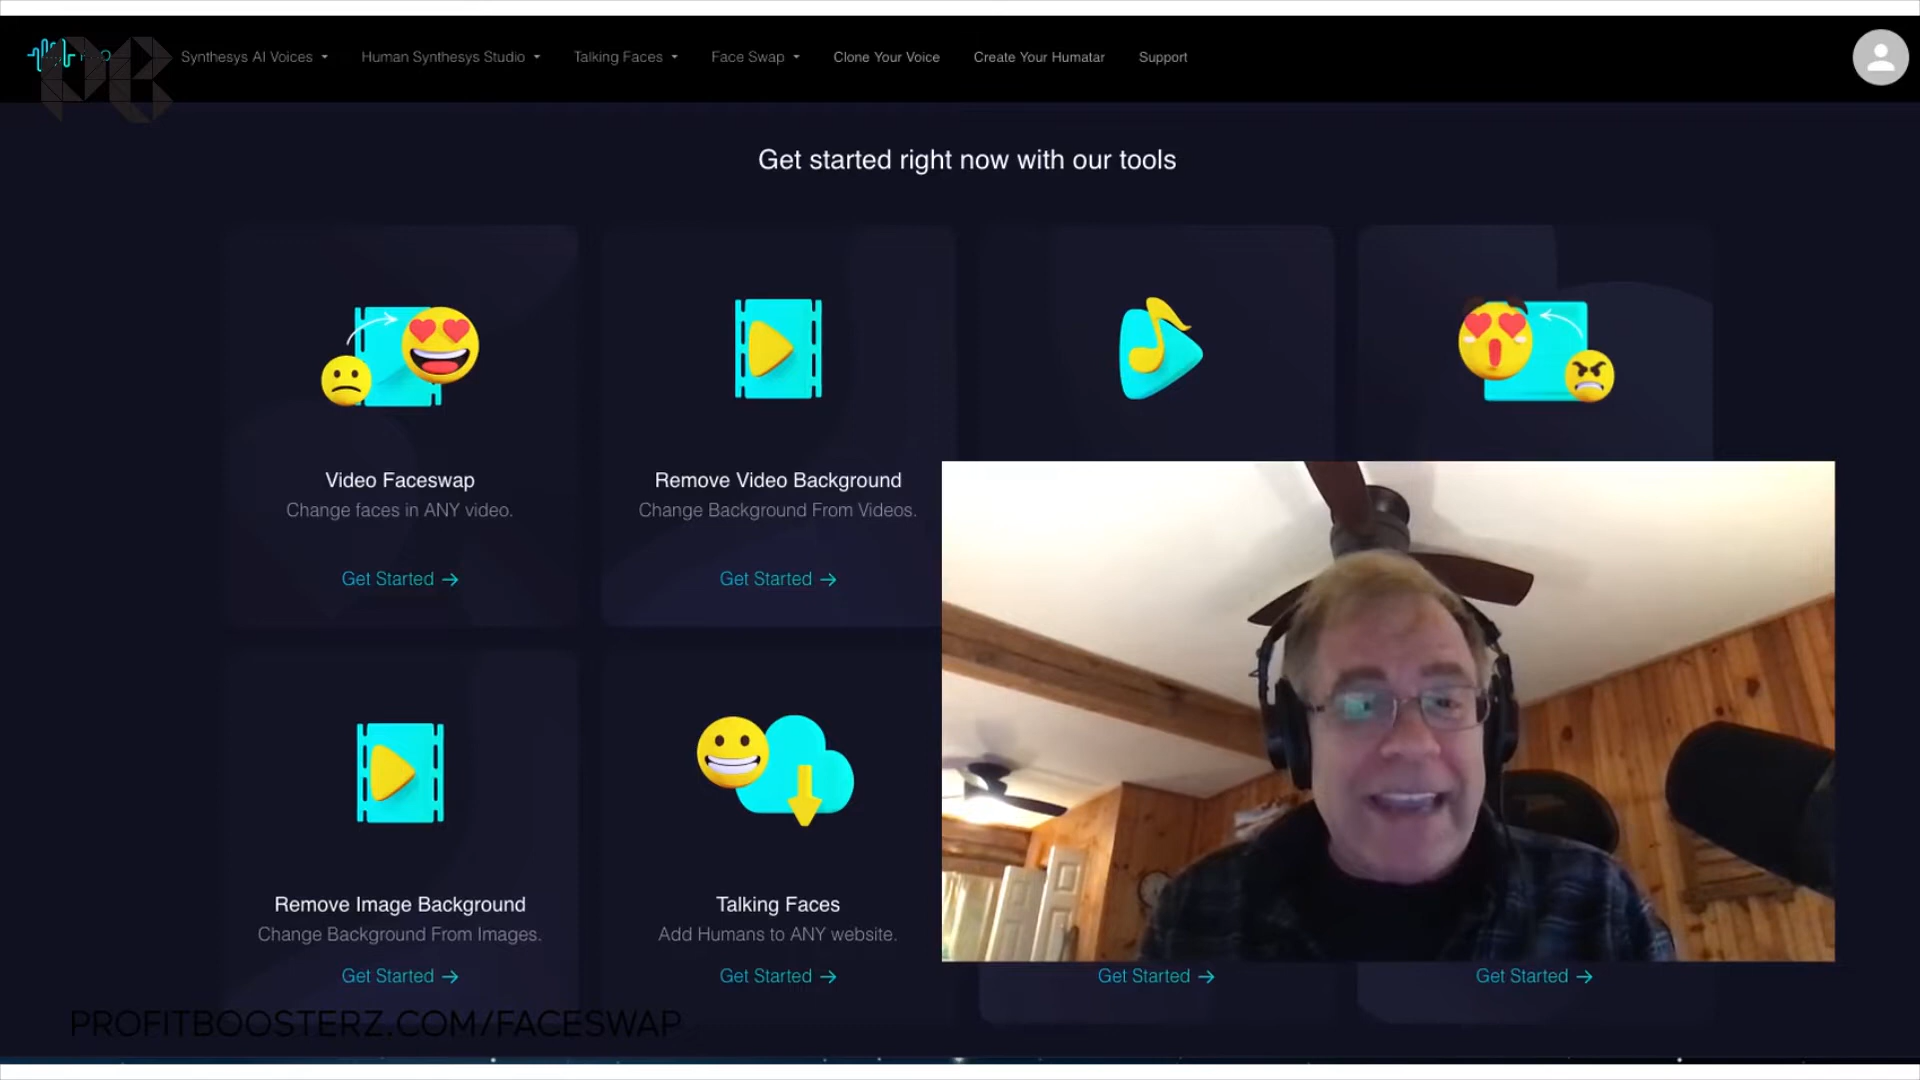 Synthesys AI Voices
Human Synthesys Studio
Talking Faces
Face Swap
Clone Your Voice
Create Your Humatar
Support
Get started right now with our tools
Video Faceswap
Change faces in ANY video.
Get Started →
Remove Video Background
Change Background From Videos.
Get Started →
Remove Image Background
Change Background From Images.
Get Started →
Talking Faces
Add Humans to ANY website.
Get Started →
Get Started →
Get Started →
PROFITBOOSTERZ.COM/FACESWAP